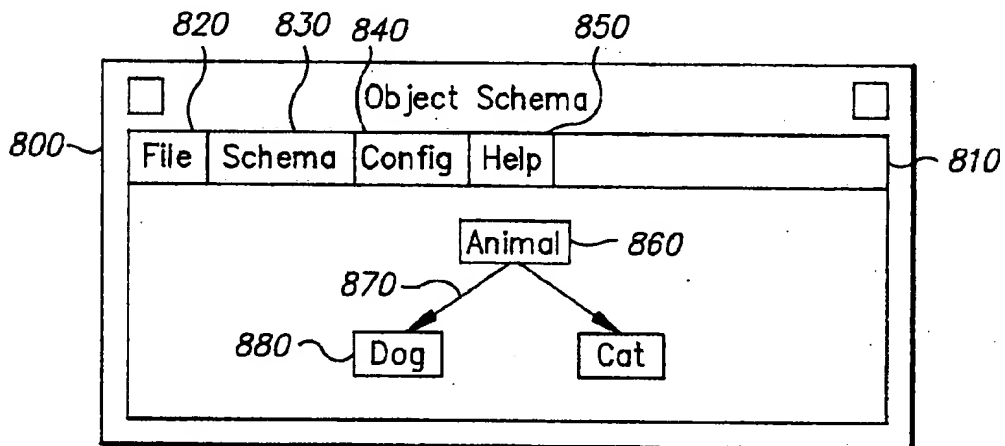 820 830 840 850
Object Schema
800 File Schema Config Help 810
Animal 860
870
880 Dog Cat